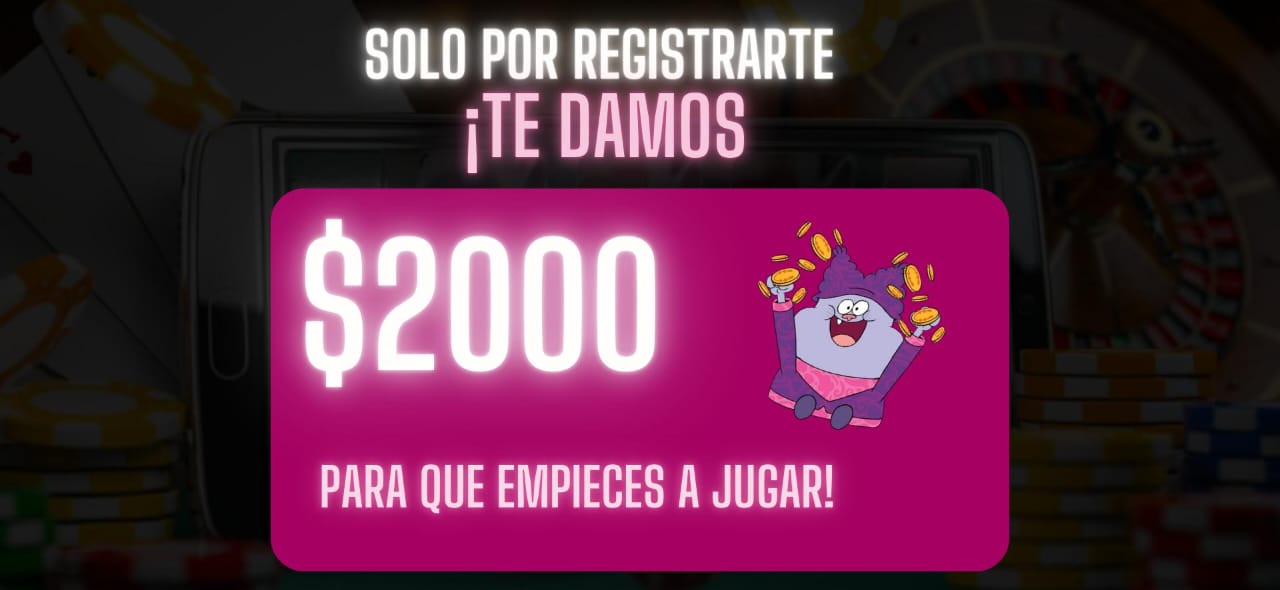 SOLO POR REGISTRARTE
¡TE DAMOS
$2000
PARA QUE EMPIECES A JUGAR!